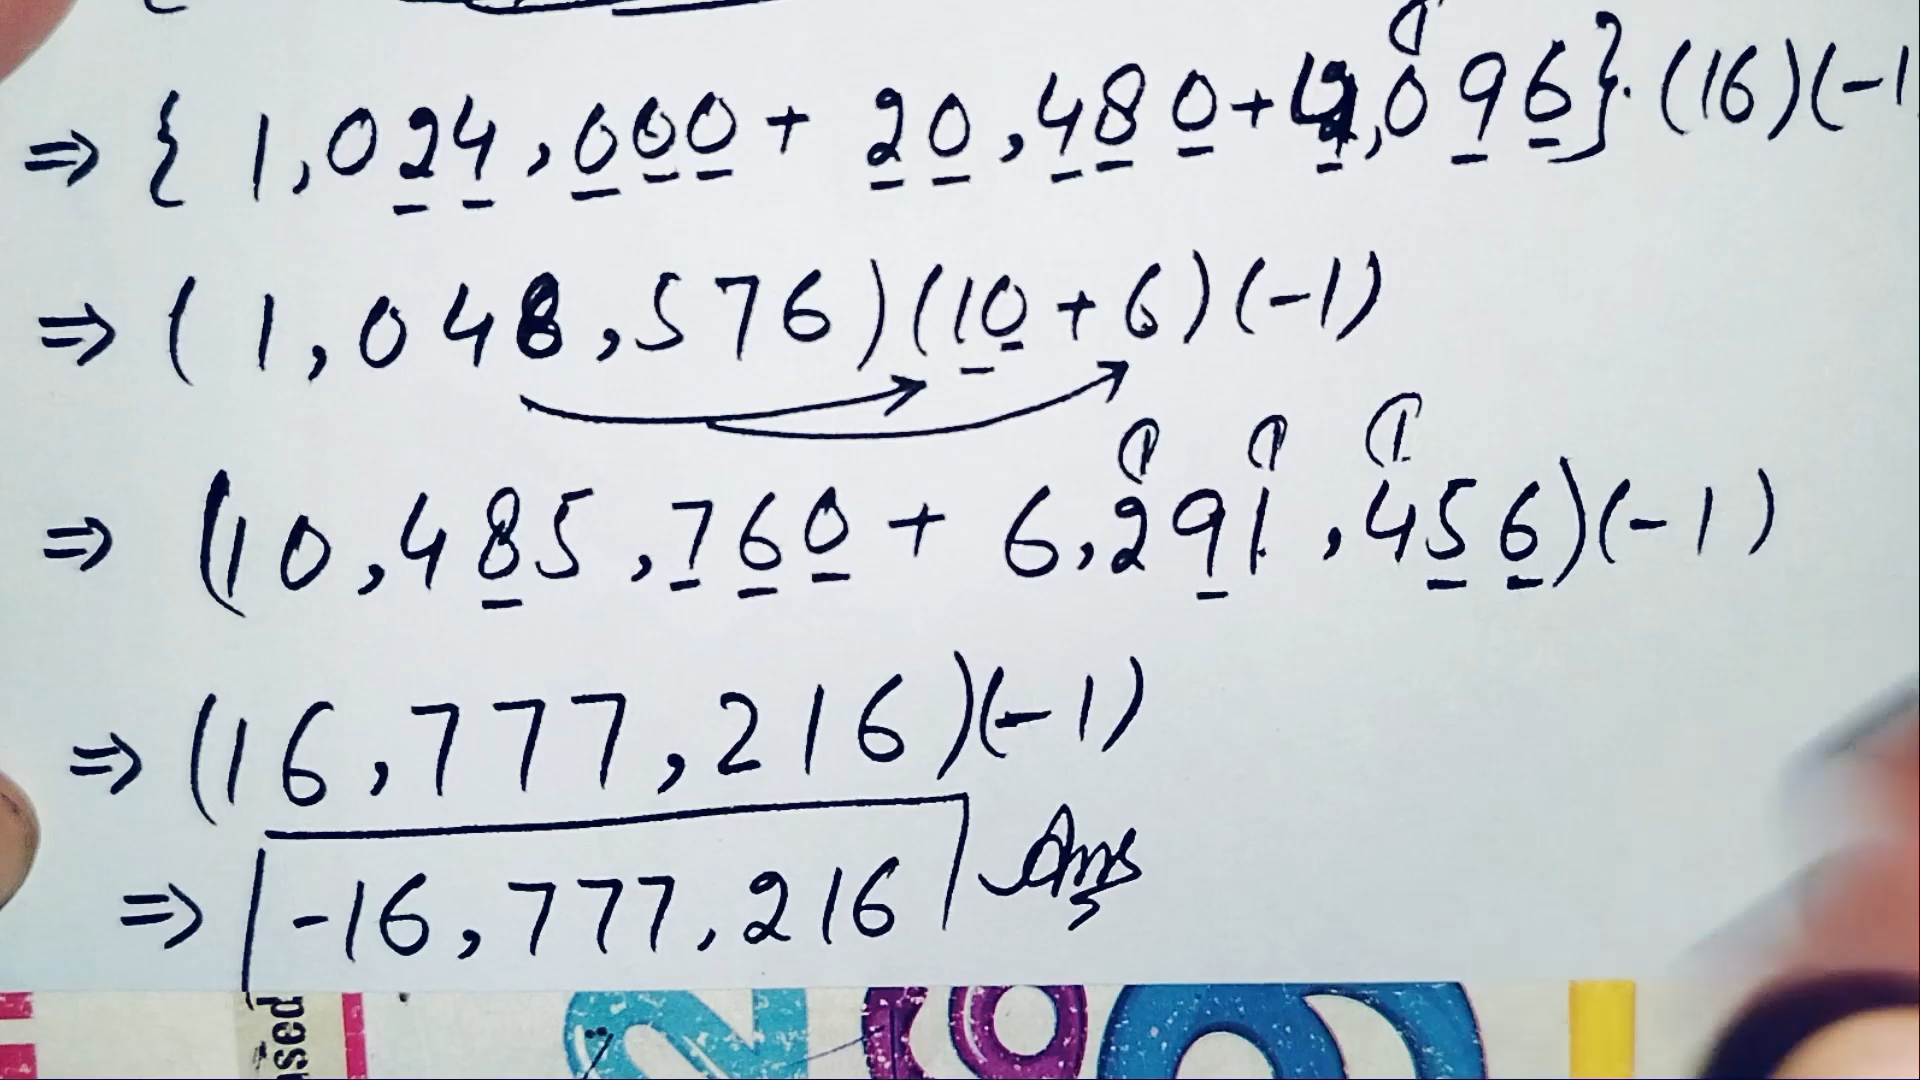 ⇒ { 1,024,000 + 20,480 + 4,096}·(16)(-1
⇒ (1,048,576)(10+6)(-1)
⇒ (10,485,760 + 6,291,456)(-1)
⇒ (16,777,216)(-1)
⇒ -16,777,216 Ans
sed